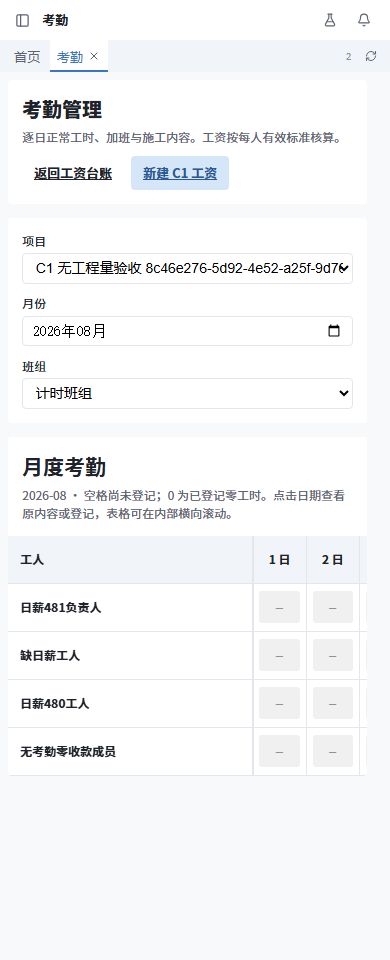 考勤
首页
考勤
2
考勤管理
逐日正常工时、加班与施工内容。工资按每人有效标准核算。
返回工资台账
新建 C1 工资
项目
C1 无工程量验收 8c46e276-5d92-4e52-a25f-9d76
月份
2026年08月
班组
计时班组
月度考勤
2026-08 · 空格尚未登记；0 为已登记零工时。点击日期查看
原内容或登记，表格可在内部横向滚动。
工人 1 日 2 日
日薪481负责人 — —
缺日薪工人 — —
日薪480工人 — —
无考勤零收款成员 — —